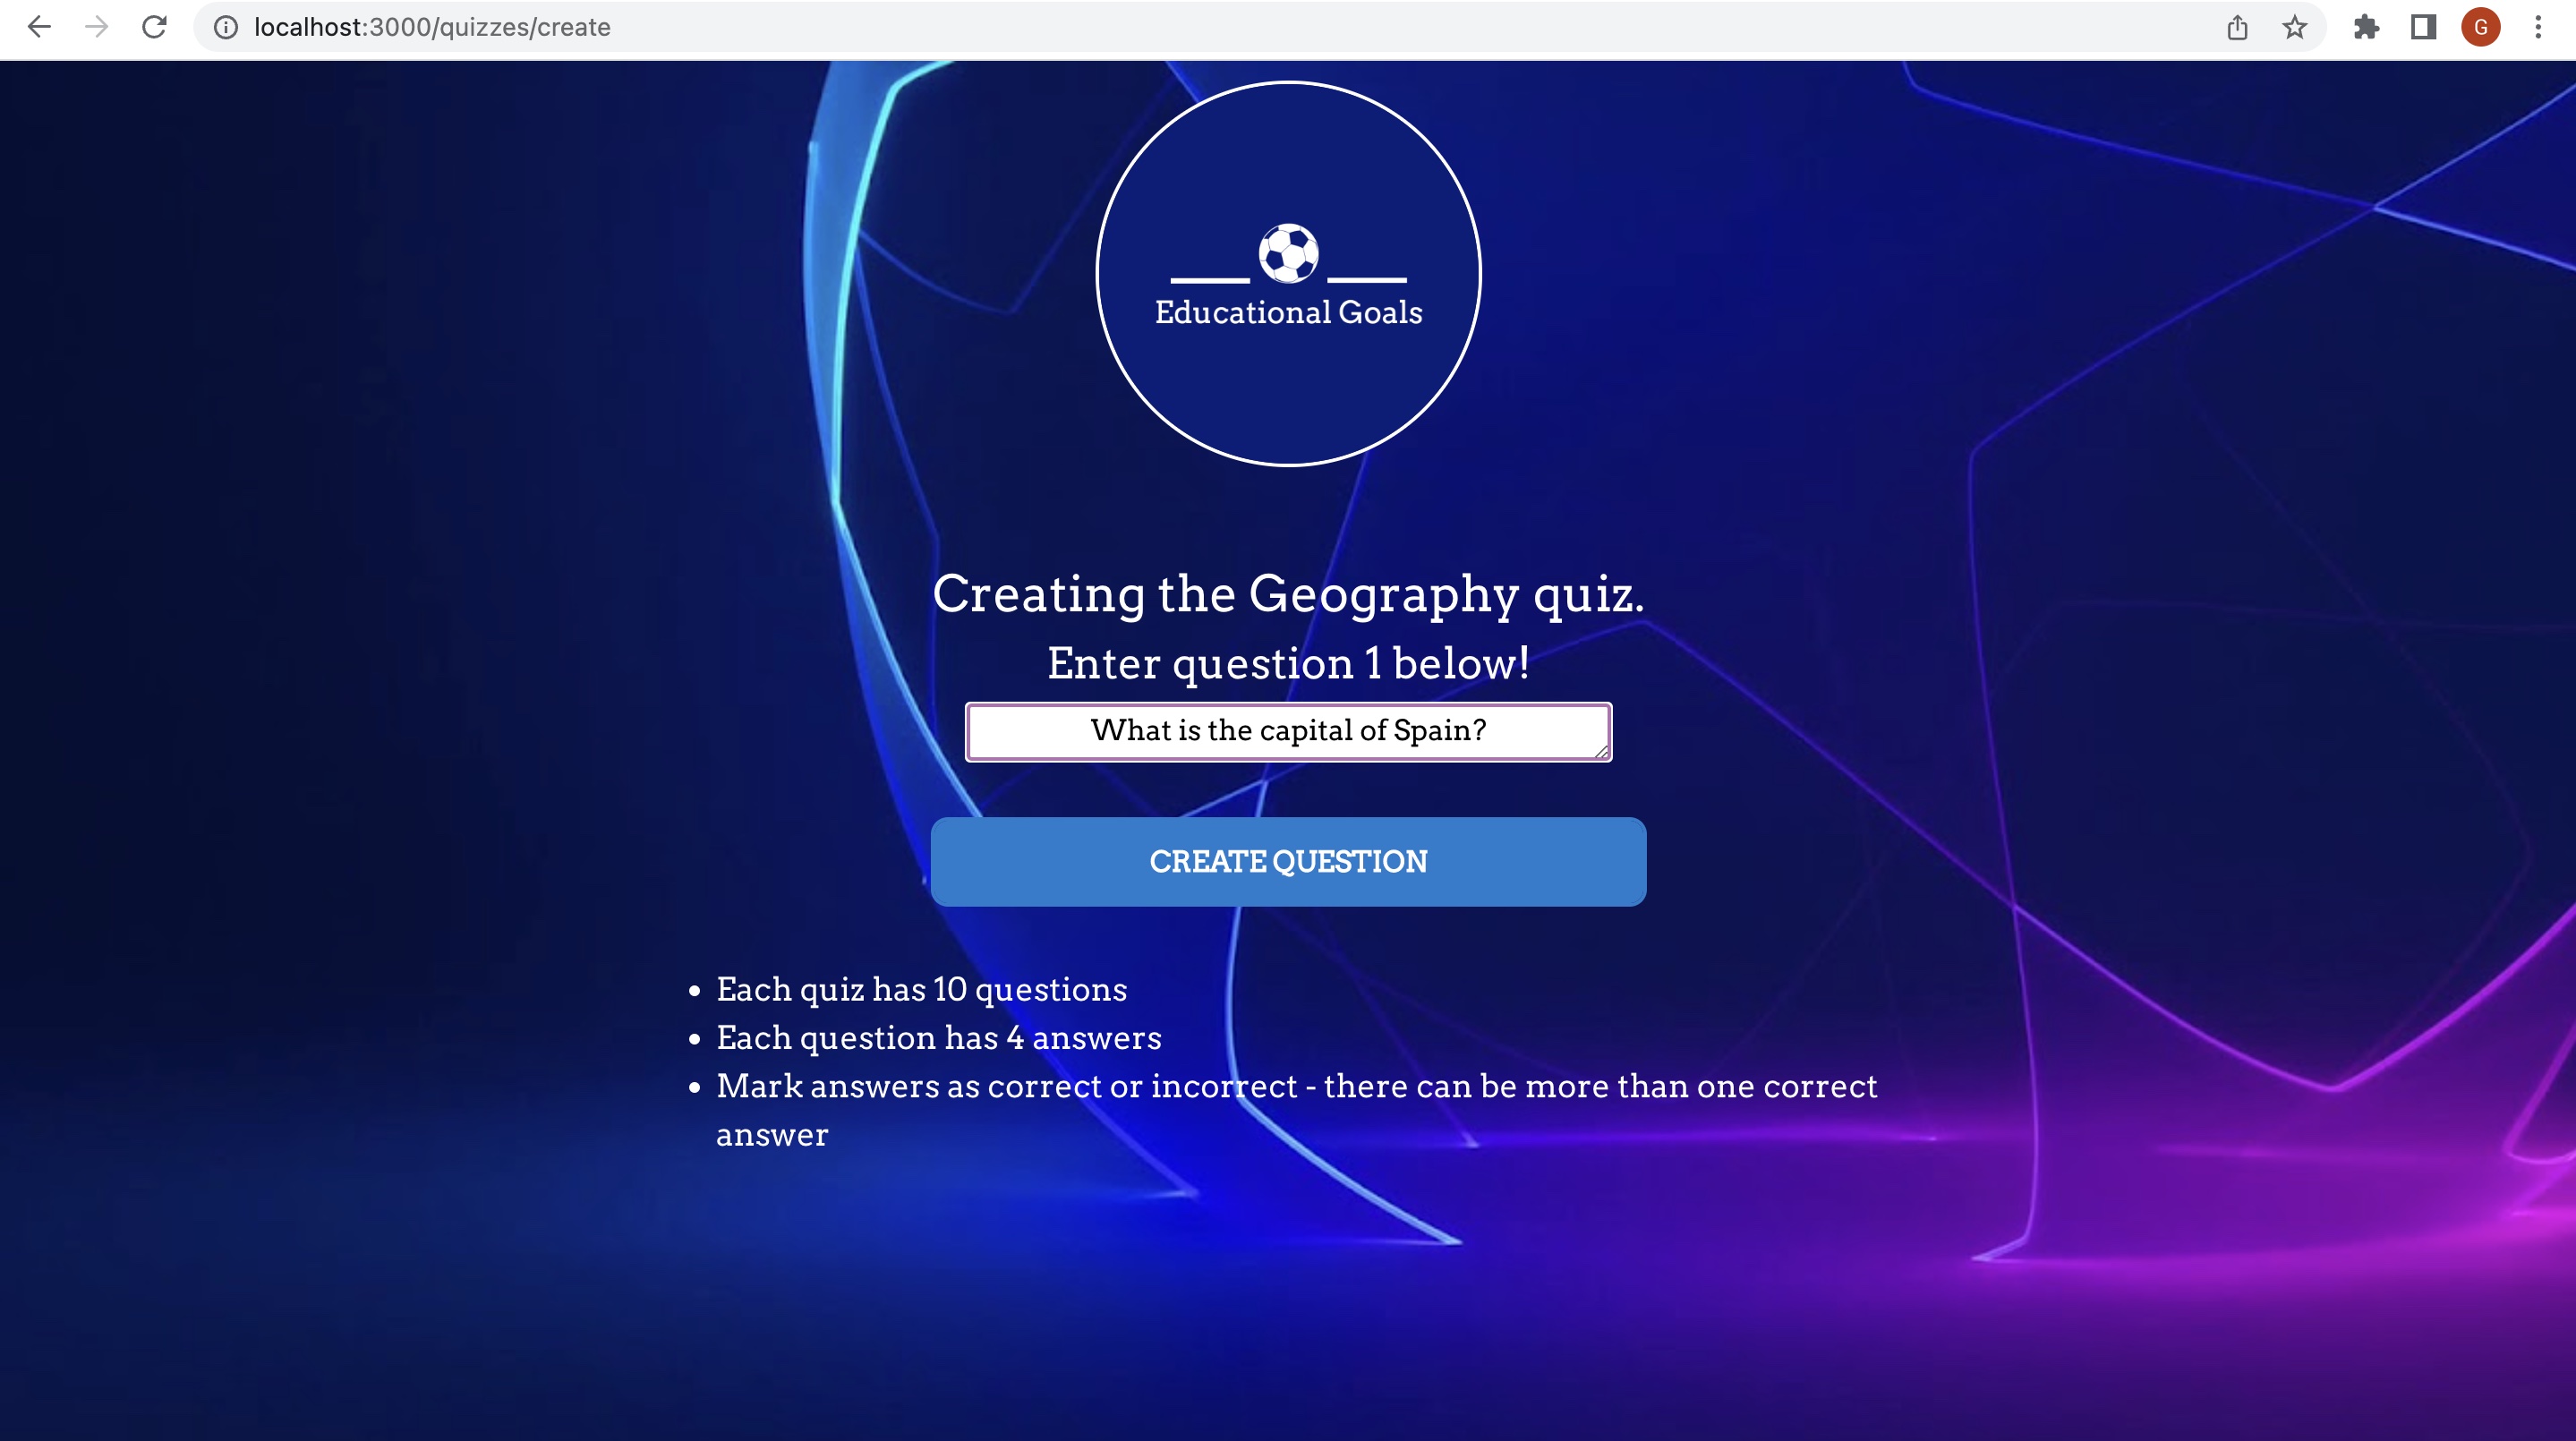 localhost:3000/quizzes/create
G
Educational Goals
Creating the Geography quiz.
Enter question 1 below!
What is the capital of Spain?
CREATE QUESTION
• Each quiz has 10 questions
• Each question has 4 answers
• Mark answers as correct or incorrect - there can be more than one correct
answer